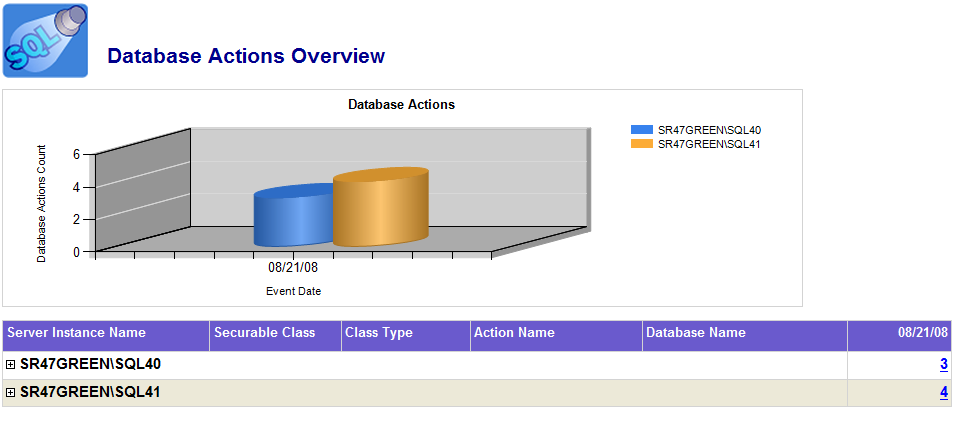 SQL
Database Actions Overview
Database Actions
SR47GREEN\SQL40
SR47GREEN\SQL41
Database Actions Count
6
4
2
0
08/21/08
Event Date
Server Instance Name Securable Class Class Type Action Name Database Name 08/21/08
SR47GREEN\SQL40 3
SR47GREEN\SQL41 4